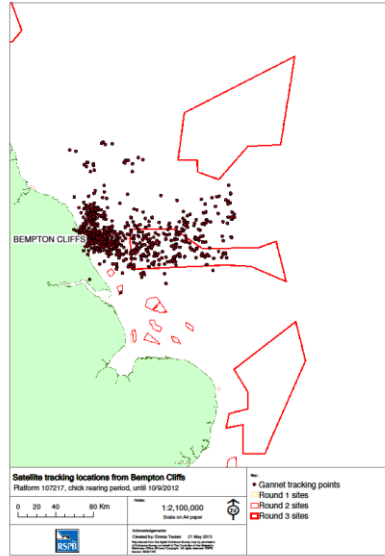 BEMPTON CLIFFS
Satellite tracking locations from Bempton Cliffs
Platform 107217, chick rearing period, until 10/9/2012
0 20 40 80 Km
Notes:
1:2,100,000
Scale on A4 paper
Key:
Gannet tracking points
Round 1 sites
Round 2 sites
Round 3 sites
RSPB
Acknowledgements
Created by: Emma Teuten 21 May 2013